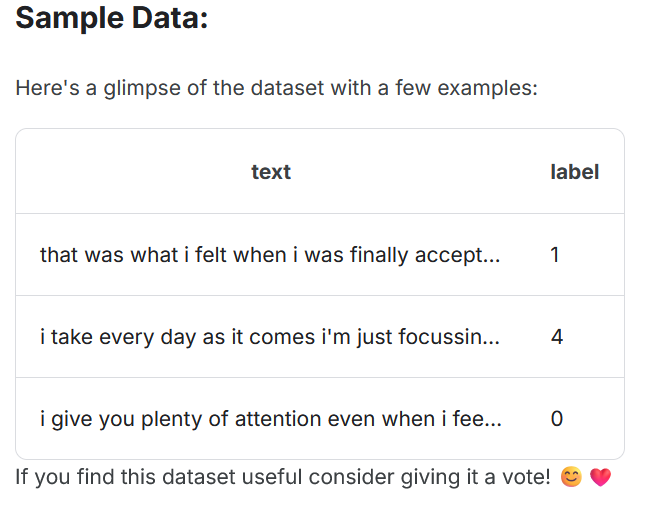 Sample Data:
Here's a glimpse of the dataset with a few examples:
text label
that was what i felt when i was finally accept... 1
i take every day as it comes i'm just focussin... 4
i give you plenty of attention even when i fee... 0
If you find this dataset useful consider giving it a vote! 😊 ❤️